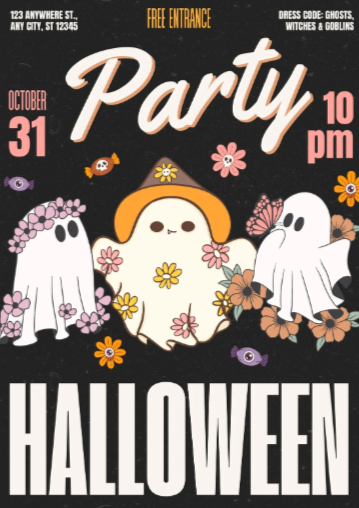 123 ANYWHERE ST.,
ANY CITY, ST 12345
FREE ENTRANCE
DRESS CODE: GHOSTS,
WITCHES & GOBLINS
Party
OCTOBER
31
10
pm
HALLOWEEN